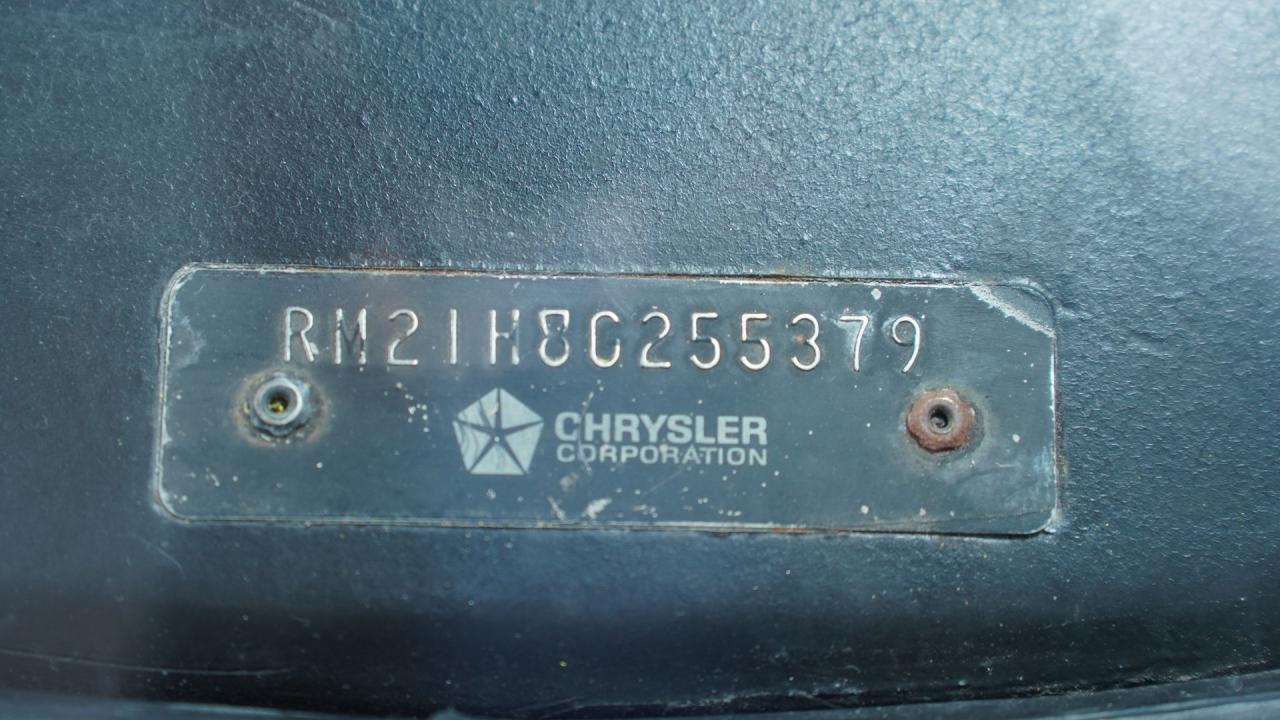 RM21H8G255379
CHRYSLER
CORPORATION